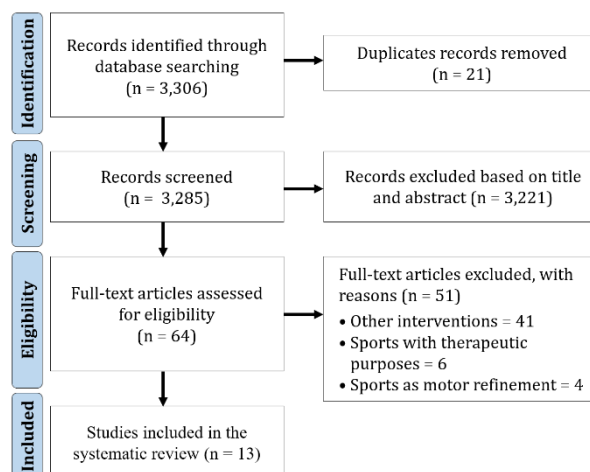 Identification
Records identified through
database searching
(n = 3,306)
Duplicates records removed
(n = 21)
Screening
Records screened
(n = 3,285)
Records excluded based on title
and abstract (n = 3,221)
Eligibility
Full-text articles assessed
for eligibility
(n = 64)
Full-text articles excluded, with
reasons (n = 51)
• Other interventions = 41
• Sports with therapeutic
purposes = 6
• Sports as motor refinement = 4
Included
Studies included in the
systematic review (n = 13)